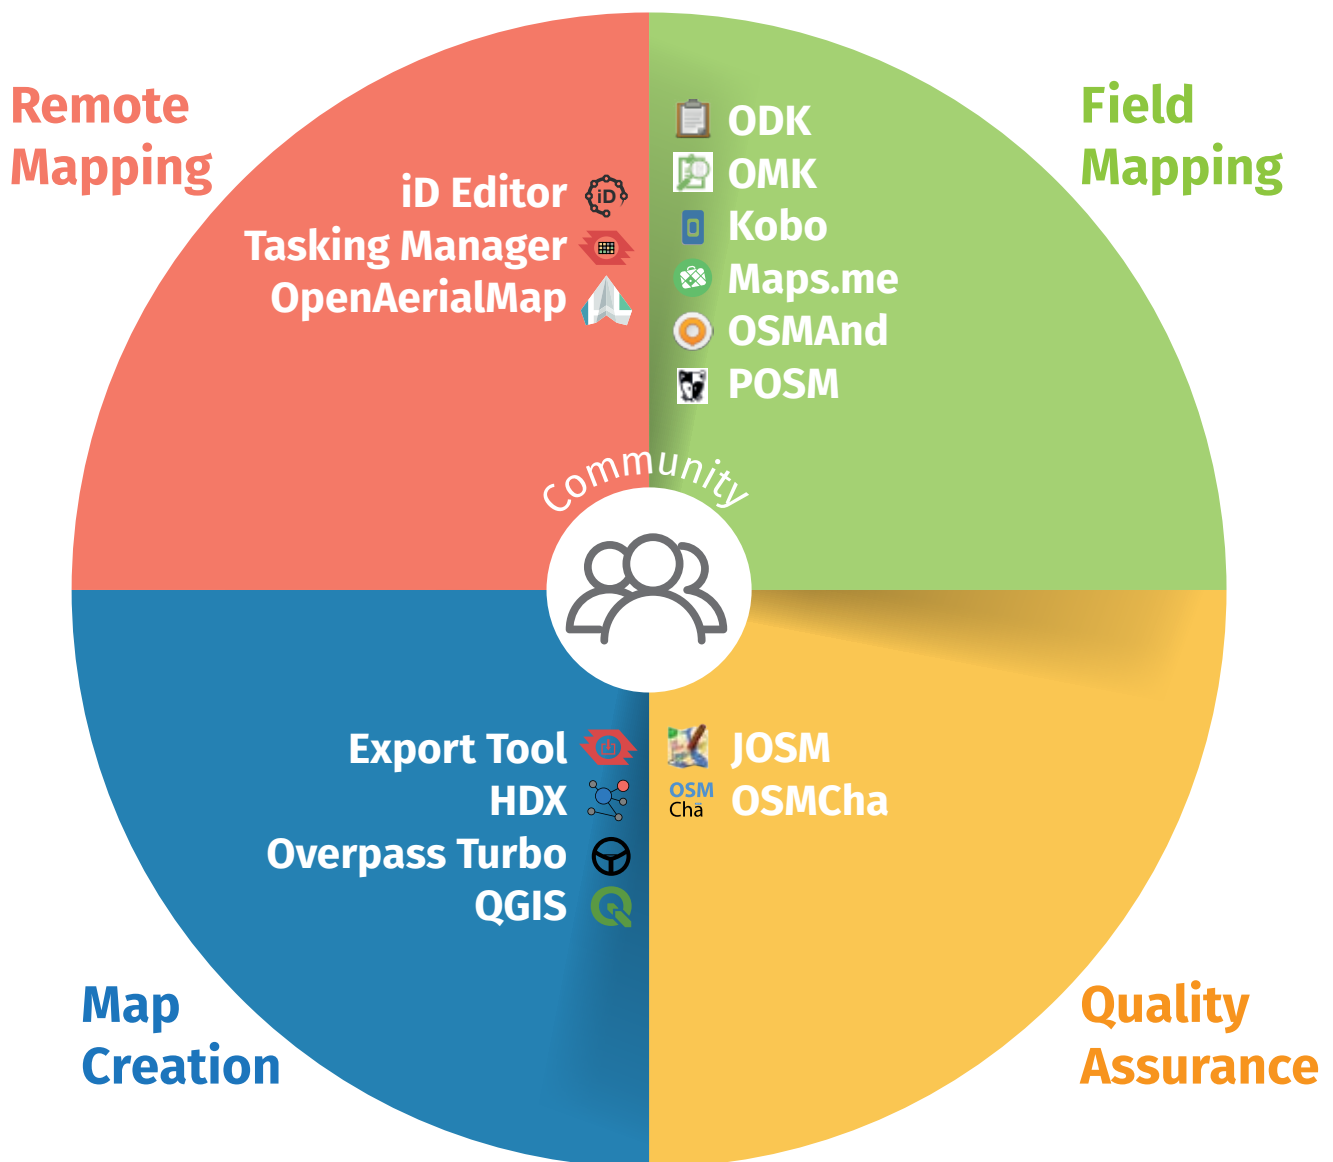 Remote
Mapping
iD Editor
iD
Tasking Manager
OpenAerialMap
Field
Mapping
ODK
OMK
Kobo
Maps.me
OSMAnd
POSM
Community
Export Tool
HDX
Overpass Turbo
QGIS
Map
Creation
JOSM
OSM
Cha
OSMCha
Quality
Assurance